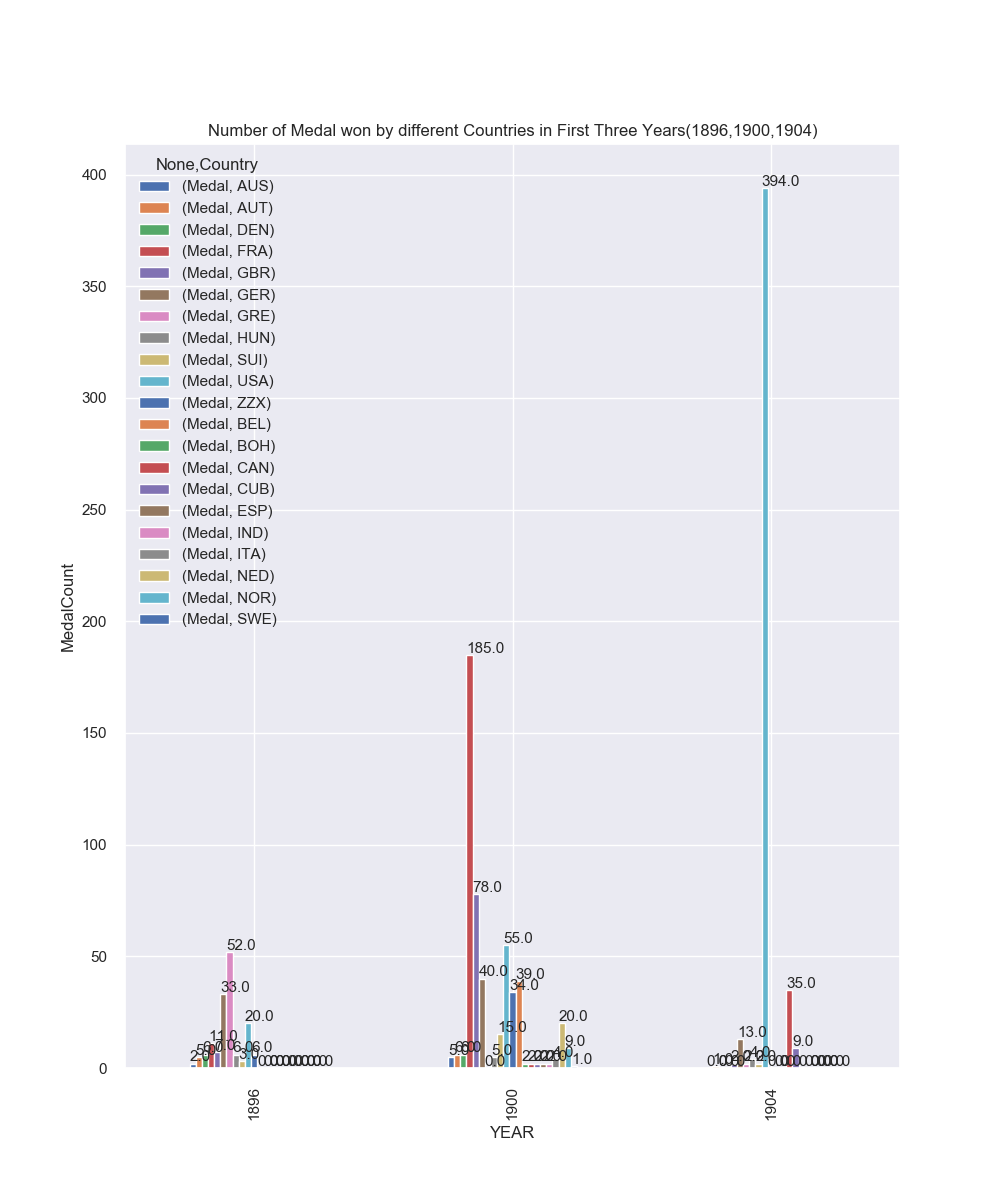 Number of Medal won by different Countries in First Three Years(1896,1900,1904)
None,Country
(Medal, AUS)
(Medal, AUT)
(Medal, DEN)
(Medal, FRA)
(Medal, GBR)
(Medal, GER)
(Medal, GRE)
(Medal, HUN)
(Medal, SUI)
(Medal, USA)
(Medal, ZZX)
(Medal, BEL)
(Medal, BOH)
(Medal, CAN)
(Medal, CUB)
(Medal, ESP)
(Medal, IND)
(Medal, ITA)
(Medal, NED)
(Medal, NOR)
(Medal, SWE)
MedalCount
400
350
300
250
200
150
100
50
0
394.0
185.0
78.0
55.0
52.0
40.0
39.0
34.0
35.0
33.0
20.0
20.0
15.0
13.0
11.0
9.0
9.0
1896
1900
1904
YEAR